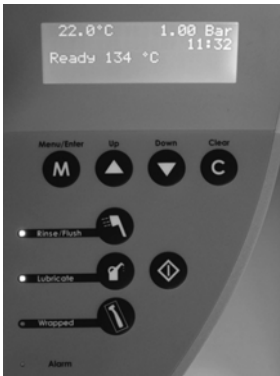 22.0°C 1.00 Bar
11:32
Ready 134 °C
Menu/Enter Up Down Clear
M C
Rinse/Flush
Lubricate
Wrapped
Alarm